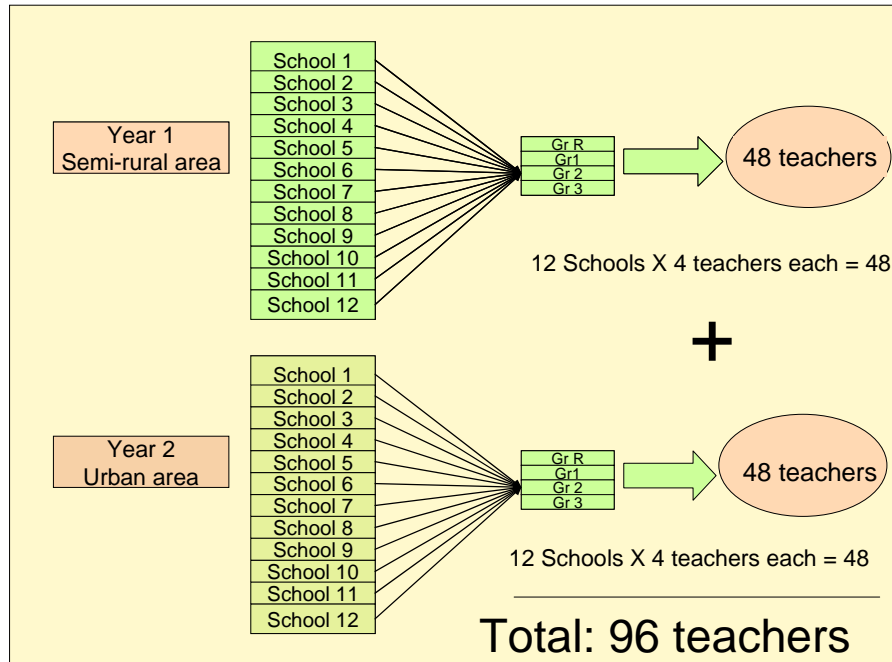 Year 1
Semi-rural area
School 1
School 2
School 3
School 4
School 5
School 6
School 7
School 8
School 9
School 10
School 11
School 12
Gr R
Gr1
Gr 2
Gr 3
48 teachers
12 Schools X 4 teachers each = 48
+
Year 2
Urban area
School 1
School 2
School 3
School 4
School 5
School 6
School 7
School 8
School 9
School 10
School 11
School 12
Gr R
Gr1
Gr 2
Gr 3
48 teachers
12 Schools X 4 teachers each = 48
Total: 96 teachers